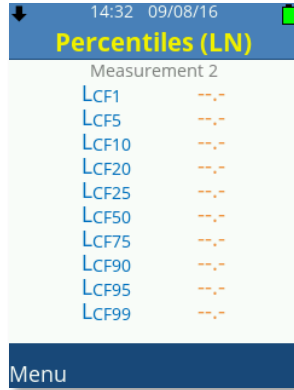 14:32 09/08/16
Percentiles (LN)
Measurement 2
LCF1 --.-
LCF5 --.-
LCF10 --.-
LCF20 --.-
LCF25 --.-
LCF50 --.-
LCF75 --.-
LCF90 --.-
LCF95 --.-
LCF99 --.-
Menu